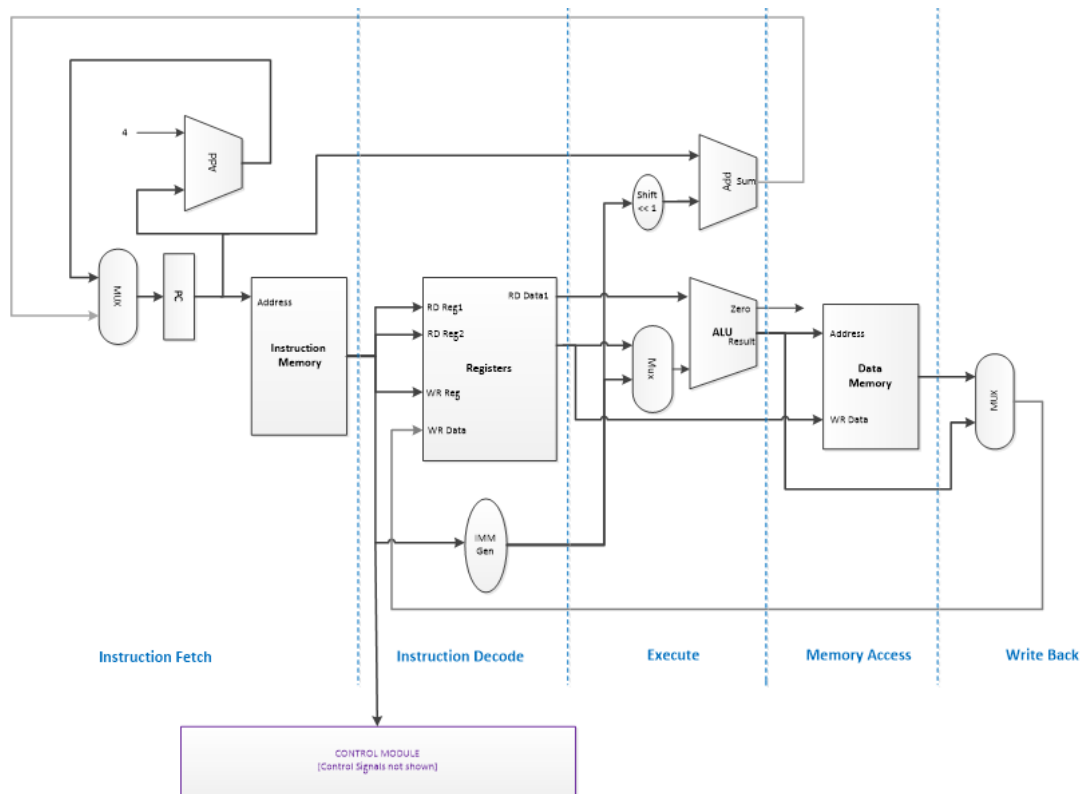 4
Add
MUX
PC
Address
Instruction
Memory
RD Reg1
RD Reg2
WR Reg
WR Data
RD Data1
Registers
IMM
Gen
Shift
<< 1
Add
Sum
Mux
ALU
Zero
Result
Address
Data
Memory
WR Data
MUX
Instruction Fetch
Instruction Decode
Execute
Memory Access
Write Back
CONTROL MODULE
(Control Signals not shown)